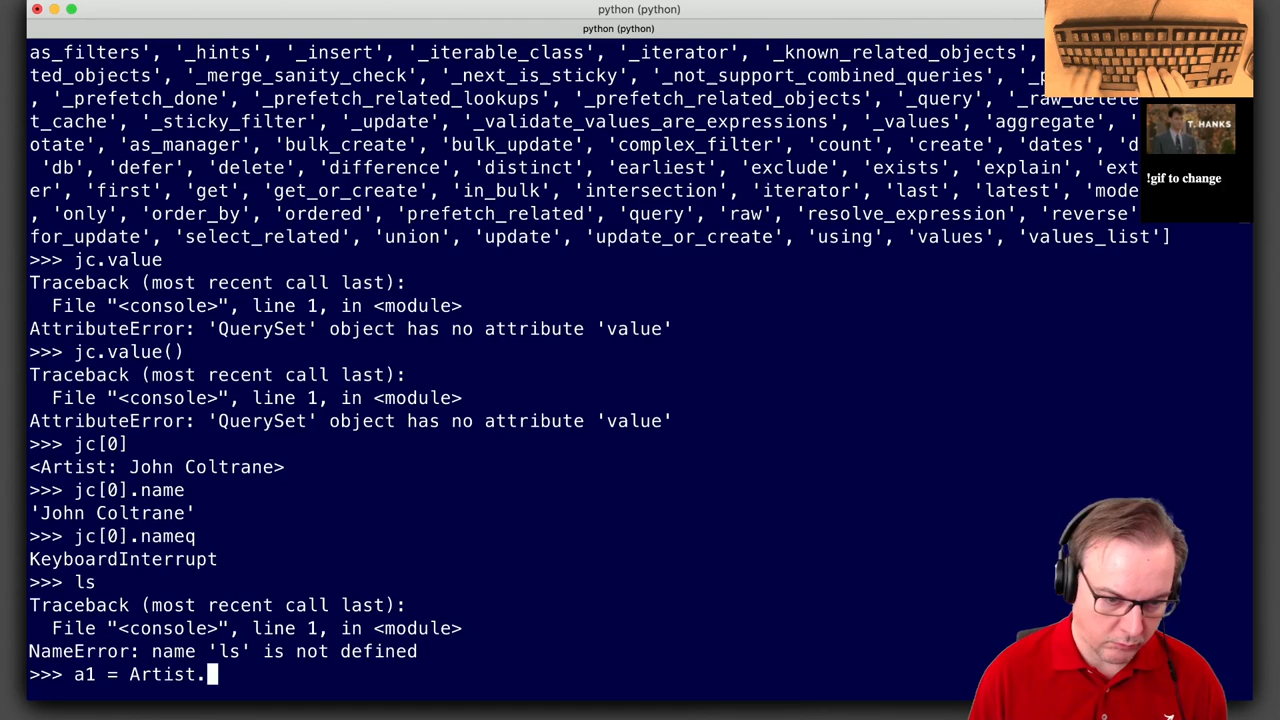 python (python)
python (python)
as_filters', '_hints', '_insert', '_iterable_class', '_iterator', '_known_related_objects',
ted_objects', '_merge_sanity_check', '_next_is_sticky', '_not_support_combined_queries',
, '_prefetch_done', '_prefetch_related_lookups', '_prefetch_related_objects', '_query', '_raw_delete
t_cache', '_sticky_filter', '_update', '_validate_values_are_expressions', '_values', 'aggregate', '
otate', 'as_manager', 'bulk_create', 'bulk_update', 'complex_filter', 'count', 'create', 'dates', 'd
'db', 'defer', 'delete', 'difference', 'distinct', 'earliest', 'exclude', 'exists', 'explain', 'ext
er', 'first', 'get', 'get_or_create', 'in_bulk', 'intersection', 'iterator', 'last', 'latest', 'mode
, 'only', 'order_by', 'ordered', 'prefetch_related', 'query', 'raw', 'resolve_expression', 'reverse'
for_update', 'select_related', 'union', 'update', 'update_or_create', 'using', 'values', 'values_list']
>>> jc.value
Traceback (most recent call last):
File "<console>", line 1, in <module>
AttributeError: 'QuerySet' object has no attribute 'value'
>>> jc.value()
Traceback (most recent call last):
File "<console>", line 1, in <module>
AttributeError: 'QuerySet' object has no attribute 'value'
>>> jc[0]
<Artist: John Coltrane>
>>> jc[0].name
'John Coltrane'
>>> jc[0].nameq
KeyboardInterrupt
>>> ls
Traceback (most recent call last):
File "<console>", line 1, in <module>
NameError: name 'ls' is not defined
>>> a1 = Artist.
T. HANKS
!gif to change